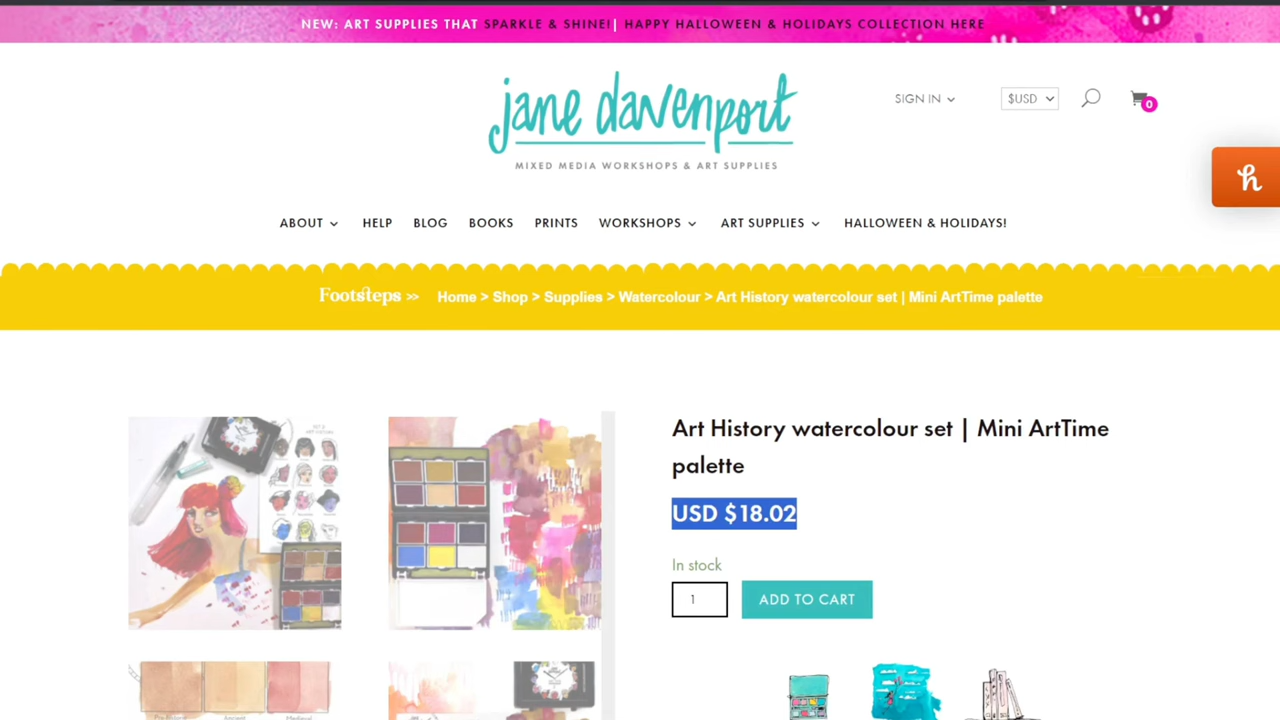 NEW: ART SUPPLIES THAT SPARKLE & SHINE!| HAPPY HALLOWEEN & HOLIDAYS COLLECTION HERE
jane davenport
MIXED MEDIA WORKSHOPS & ART SUPPLIES
SIGN IN
$USD
0
h
ABOUT
HELP
BLOG
BOOKS
PRINTS
WORKSHOPS
ART SUPPLIES
HALLOWEEN & HOLIDAYS!
Footsteps >> Home > Shop > Supplies > Watercolour > Art History watercolour set | Mini ArtTime palette
Art History watercolour set | Mini ArtTime
palette
USD $18.02
In stock
1
ADD TO CART
Ancient
Medieval